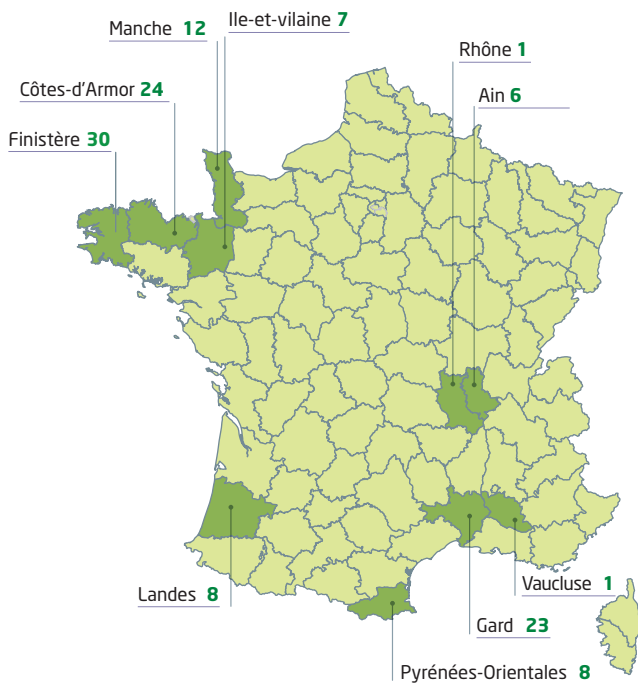 Ile-et-vilaine 7
Manche 12
Rhône 1
Côtes-d'Armor 24
Ain 6
Finistère 30
Vaucluse 1
Landes 8
Gard 23
Pyrénées-Orientales 8